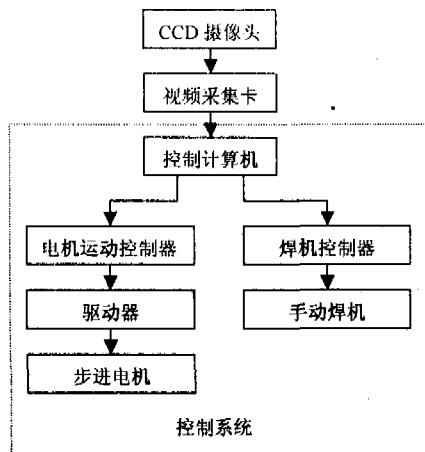 CCD 摄像头
视频采集卡
控制计算机
电机运动控制器
焊机控制器
驱动器
手动焊机
步进电机
控制系统